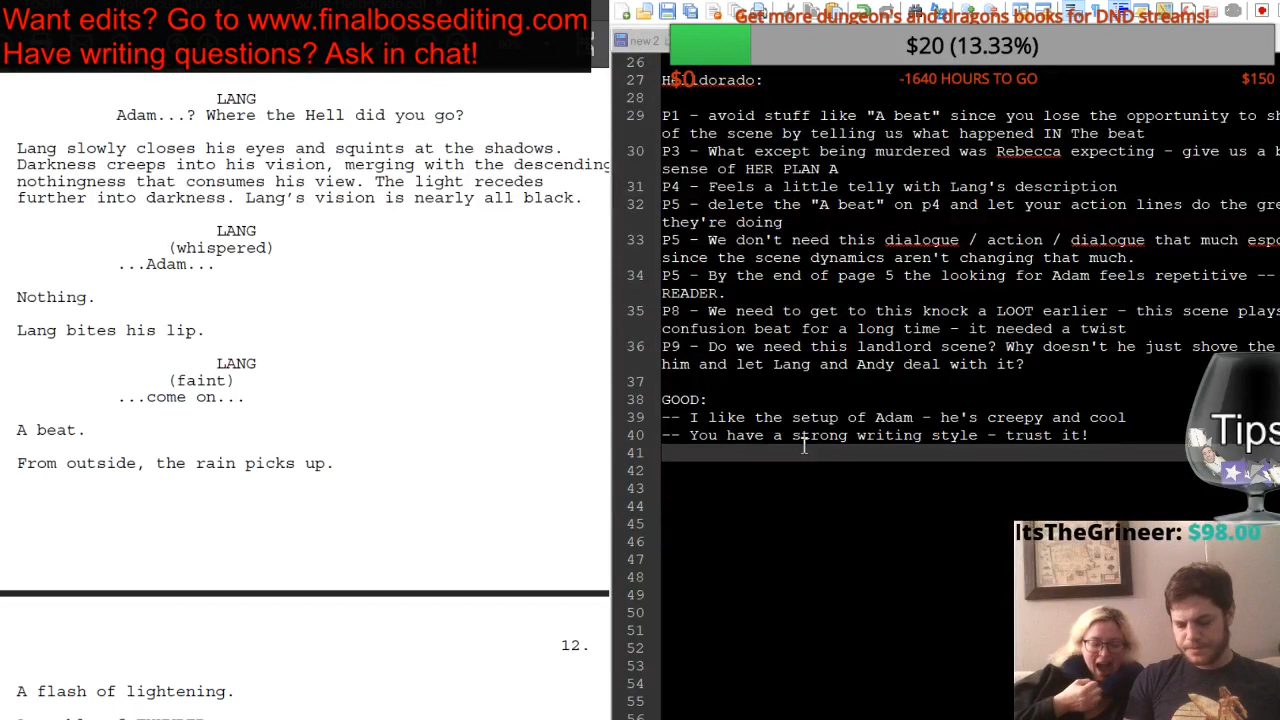 Want edits? Go to www.finalbossediting.com
Have writing questions? Ask in chat!
LANG
Adam...? Where the Hell did you go?
Lang slowly closes his eyes and squints at the shadows.
Darkness creeps into his vision, merging with the descending
nothingness that consumes his view. The light recedes
further into darkness. Lang’s vision is nearly all black.
LANG
(whispered)
...Adam...
Nothing.
Lang bites his lip.
LANG
(faint)
...come on...
A beat.
From outside, the rain picks up.
12.
A flash of lightening.
Get more dungeon's and dragons books for DND streams!
new 2
$20 (13.33%)
$0
-1640 HOURS TO GO
$150
26
27 Helldorado:
28
29 P1 - avoid stuff like "A beat" since you lose the opportunity to sh
of the scene by telling us what happened IN The beat
30 P3 - What except being murdered was Rebecca expecting - give us a b
sense of HER PLAN A
31 P4 - Feels a little telly with Lang's description
32 P5 - delete the "A beat" on p4 and let your action lines do the gre
they're doing
33 P5 - We don't need this dialogue / action / dialogue that much espe
since the scene dynamics aren't changing that much.
34 P5 - By the end of page 5 the looking for Adam feels repetitive --
READER.
35 P8 - We need to get to this knock a LOOT earlier - this scene plays
confusion beat for a long time - it needed a twist
36 P9 - Do we need this landlord scene? Why doesn't he just shove the
him and let Lang and Andy deal with it?
37
38 GOOD:
39 -- I like the setup of Adam - he's creepy and cool
40 -- You have a strong writing style - trust it!
41
42
43
44
45
46
47
48
49
50
51
52
53
54
55
Tips
ItsTheGrineer: $98.00